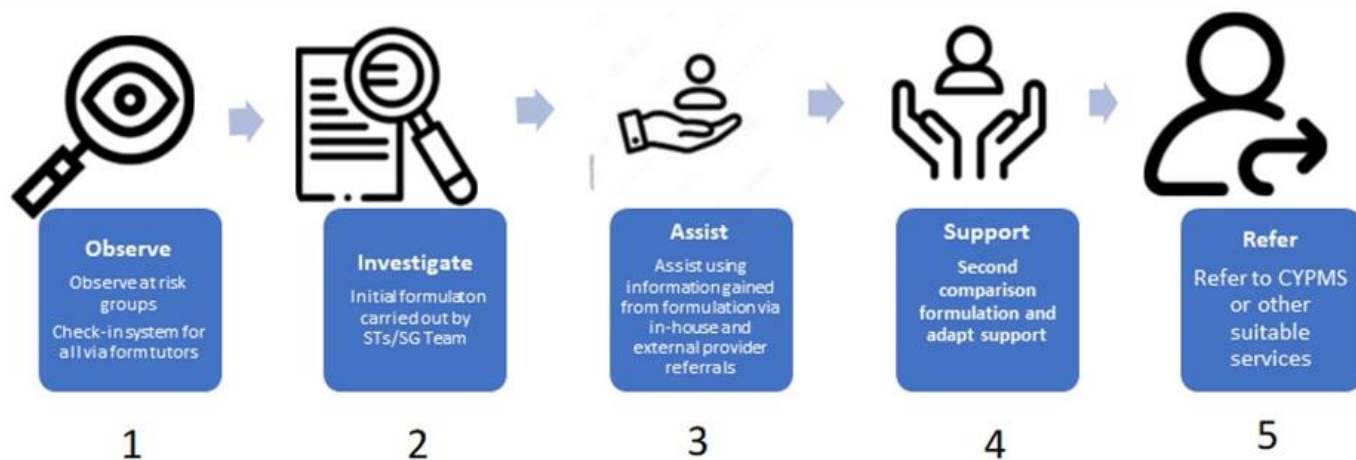 Observe
Observe at risk
groups
Check-in system for
all via form tutors
1
Investigate
Initial formulaton
carried out by
STs/SG Team
2
Assist
Assist using
information gained
from formulation via
in-house and
external provider
referrals
3
Support
Second
comparison
formulation and
adapt support
4
Refer
Refer to CYPMS
or other
suitable
services
5